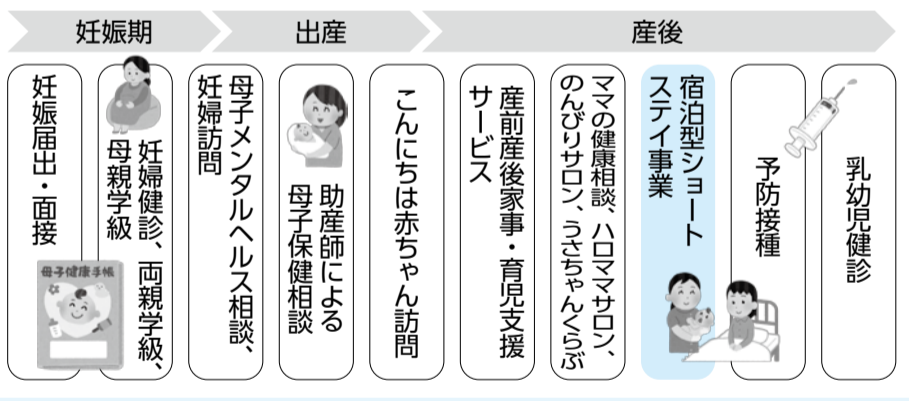 妊娠期
出産
産後
妊娠届出・面接
母子健康手帳
妊婦健診、両親学級、
母親学級
母子メンタルヘルス相談、
妊婦訪問
助産師による
母子保健相談
こんにちは赤ちゃん訪問
産前産後家事・育児支援
サービス
ママの健康相談、ハロママサロン、
のんびりサロン、うさちゃんくらぶ
宿泊型ショート
ステイ事業
予防接種
乳幼児健診